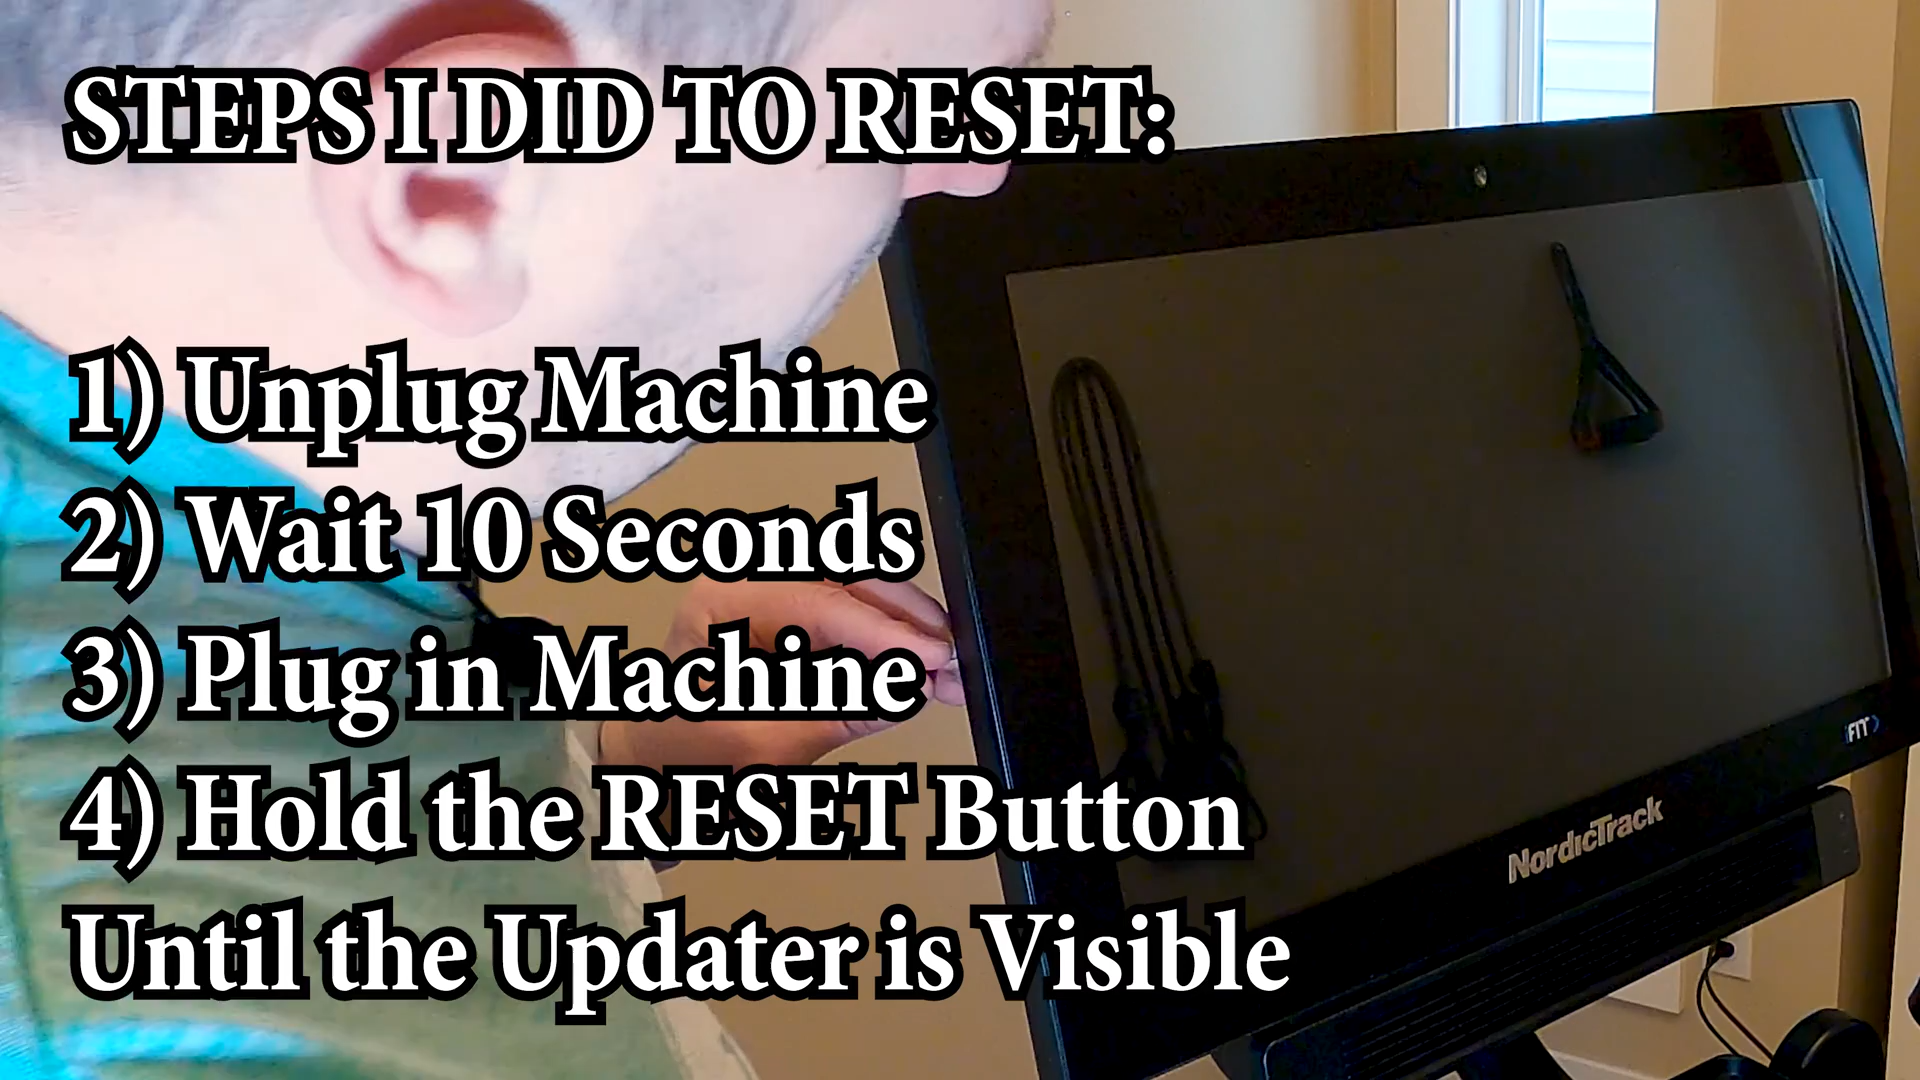 STEPS I DID TO RESET:
1) Unplug Machine
2) Wait 10 Seconds
3) Plug in Machine
4) Hold the RESET Button
Until the Updater is Visible
iFIT
NordicTrack